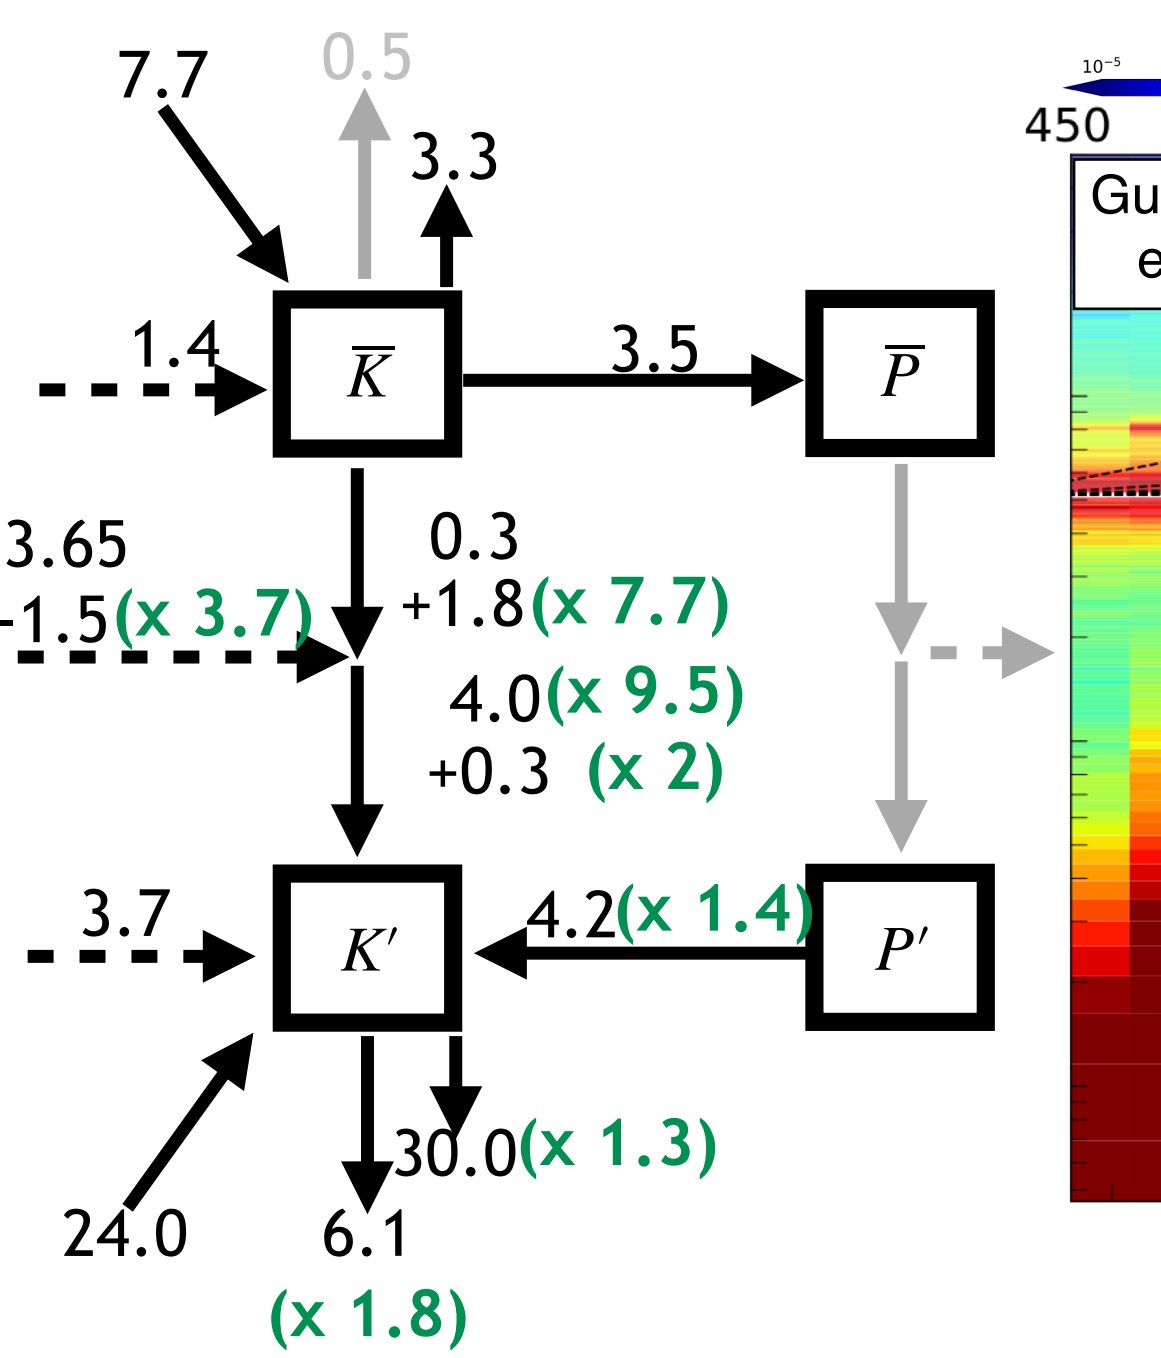 7.7
0.5
3.3
10⁻⁵
450
Gu
e
1.4
K̅
3.5
P̅
3.65
-1.5(x 3.7)
0.3
+1.8(x 7.7)
4.0(x 9.5)
+0.3 (x 2)
3.7
K′
4.2(x 1.4)
P′
30.0(x 1.3)
24.0
6.1
(x 1.8)